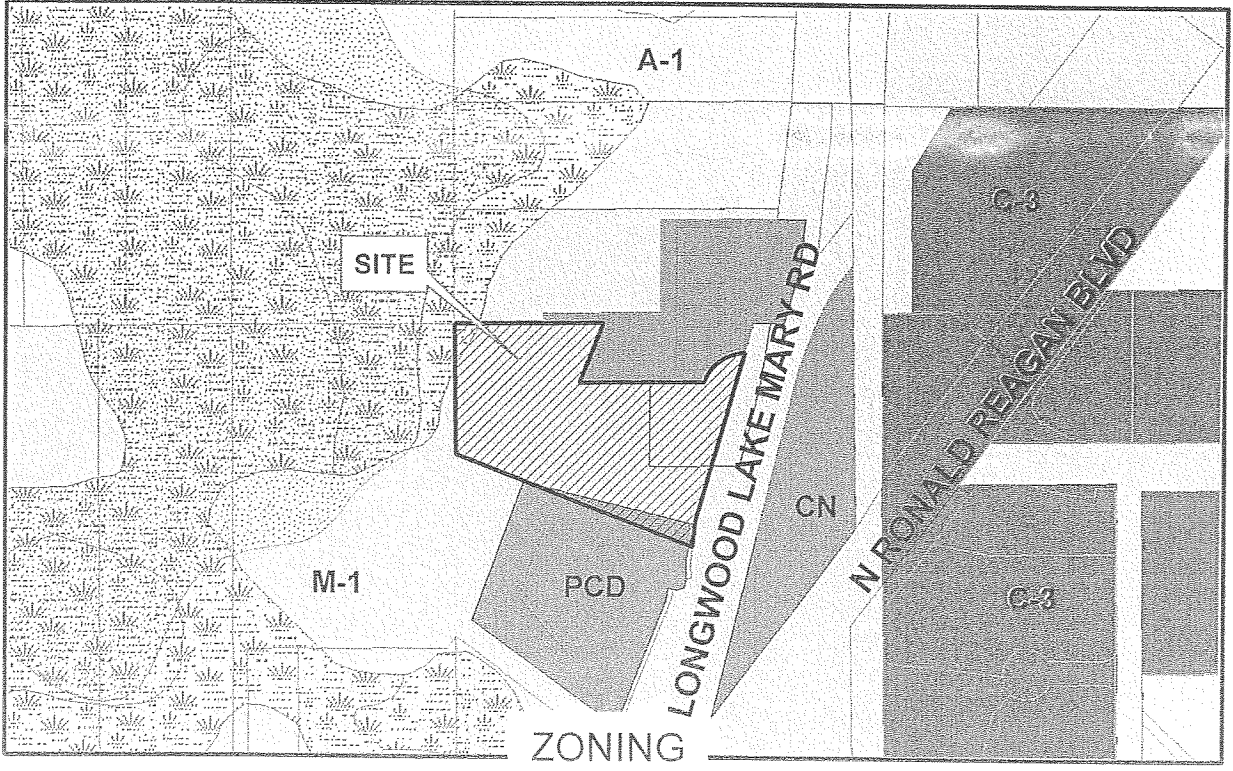 A-1
C-3
SITE
LONGWOOD LAKE MARY RD
N RONALD REAGAN BLVD
CN
M-1
PCD
C-3
ZONING